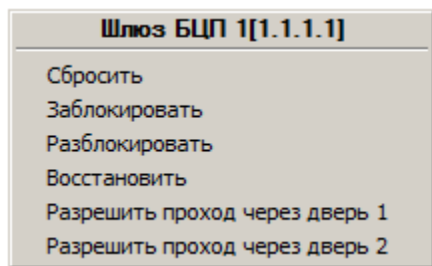 Шлюз БЦП 1[1.1.1.1]
Сбросить
Заблокировать
Разблокировать
Восстановить
Разрешить проход через дверь 1
Разрешить проход через дверь 2